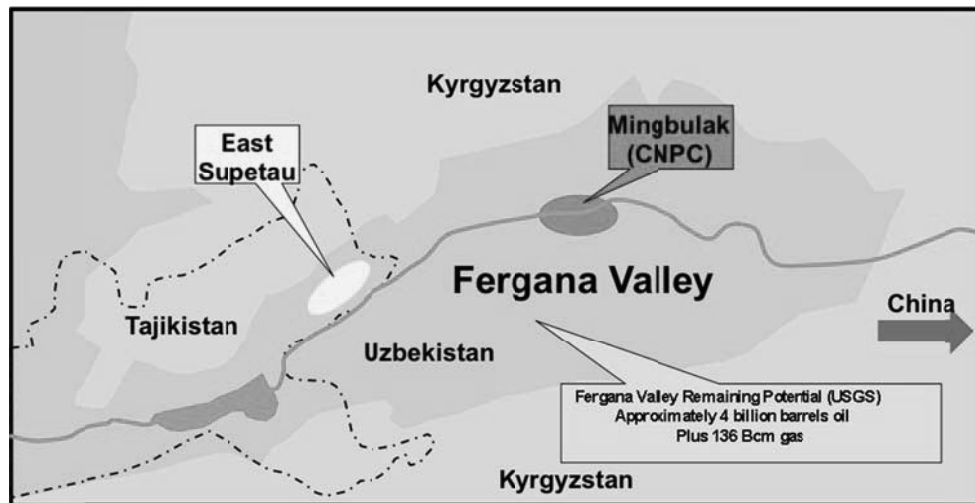 Kyrgyzstan
Mingbulak
(CNPC)
East
Supetau
Fergana Valley
China
Tajikistan
Uzbekistan
Fergana Valley Remaining Potential (USGS)
Approximately 4 billion barrels oil
Plus 136 Bcm gas
Kyrgyzstan